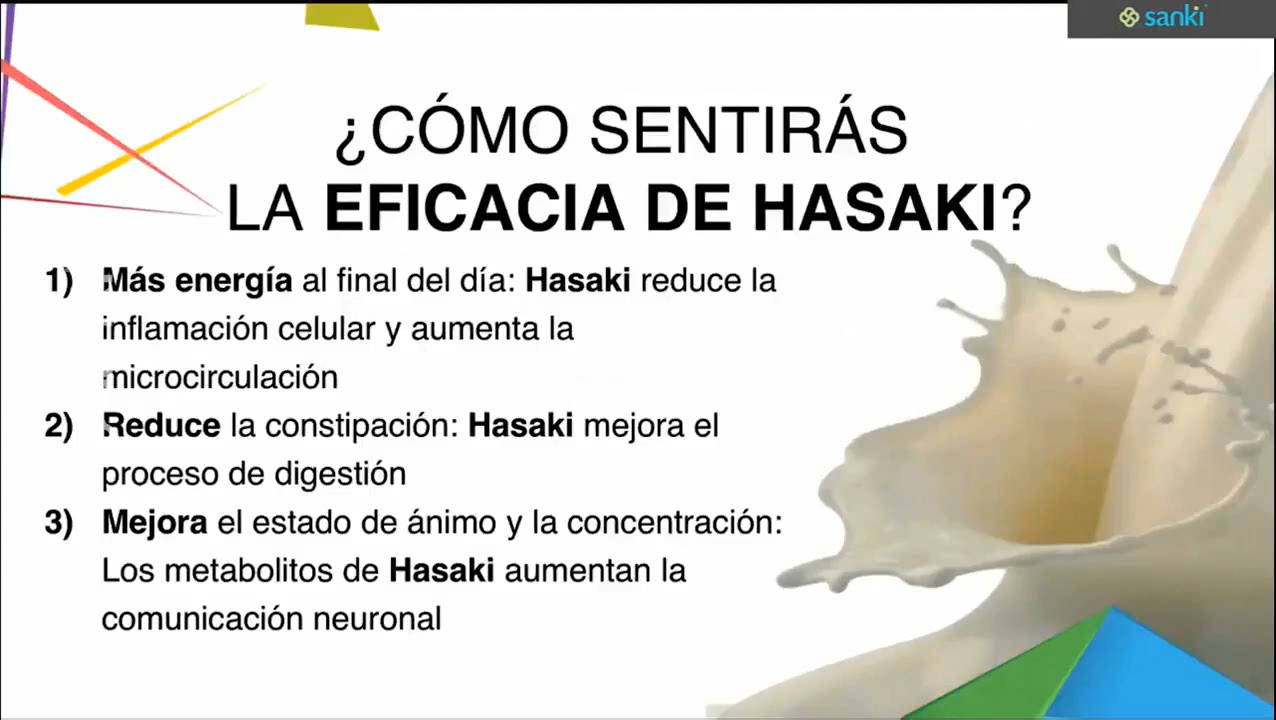 sanki
¿CÓMO SENTIRÁS
LA EFICACIA DE HASAKI?
1) Más energía al final del día: Hasaki reduce la
inflamación celular y aumenta la
microcirculación
2) Reduce la constipación: Hasaki mejora el
proceso de digestión
3) Mejora el estado de ánimo y la concentración:
Los metabolitos de Hasaki aumentan la
comunicación neuronal